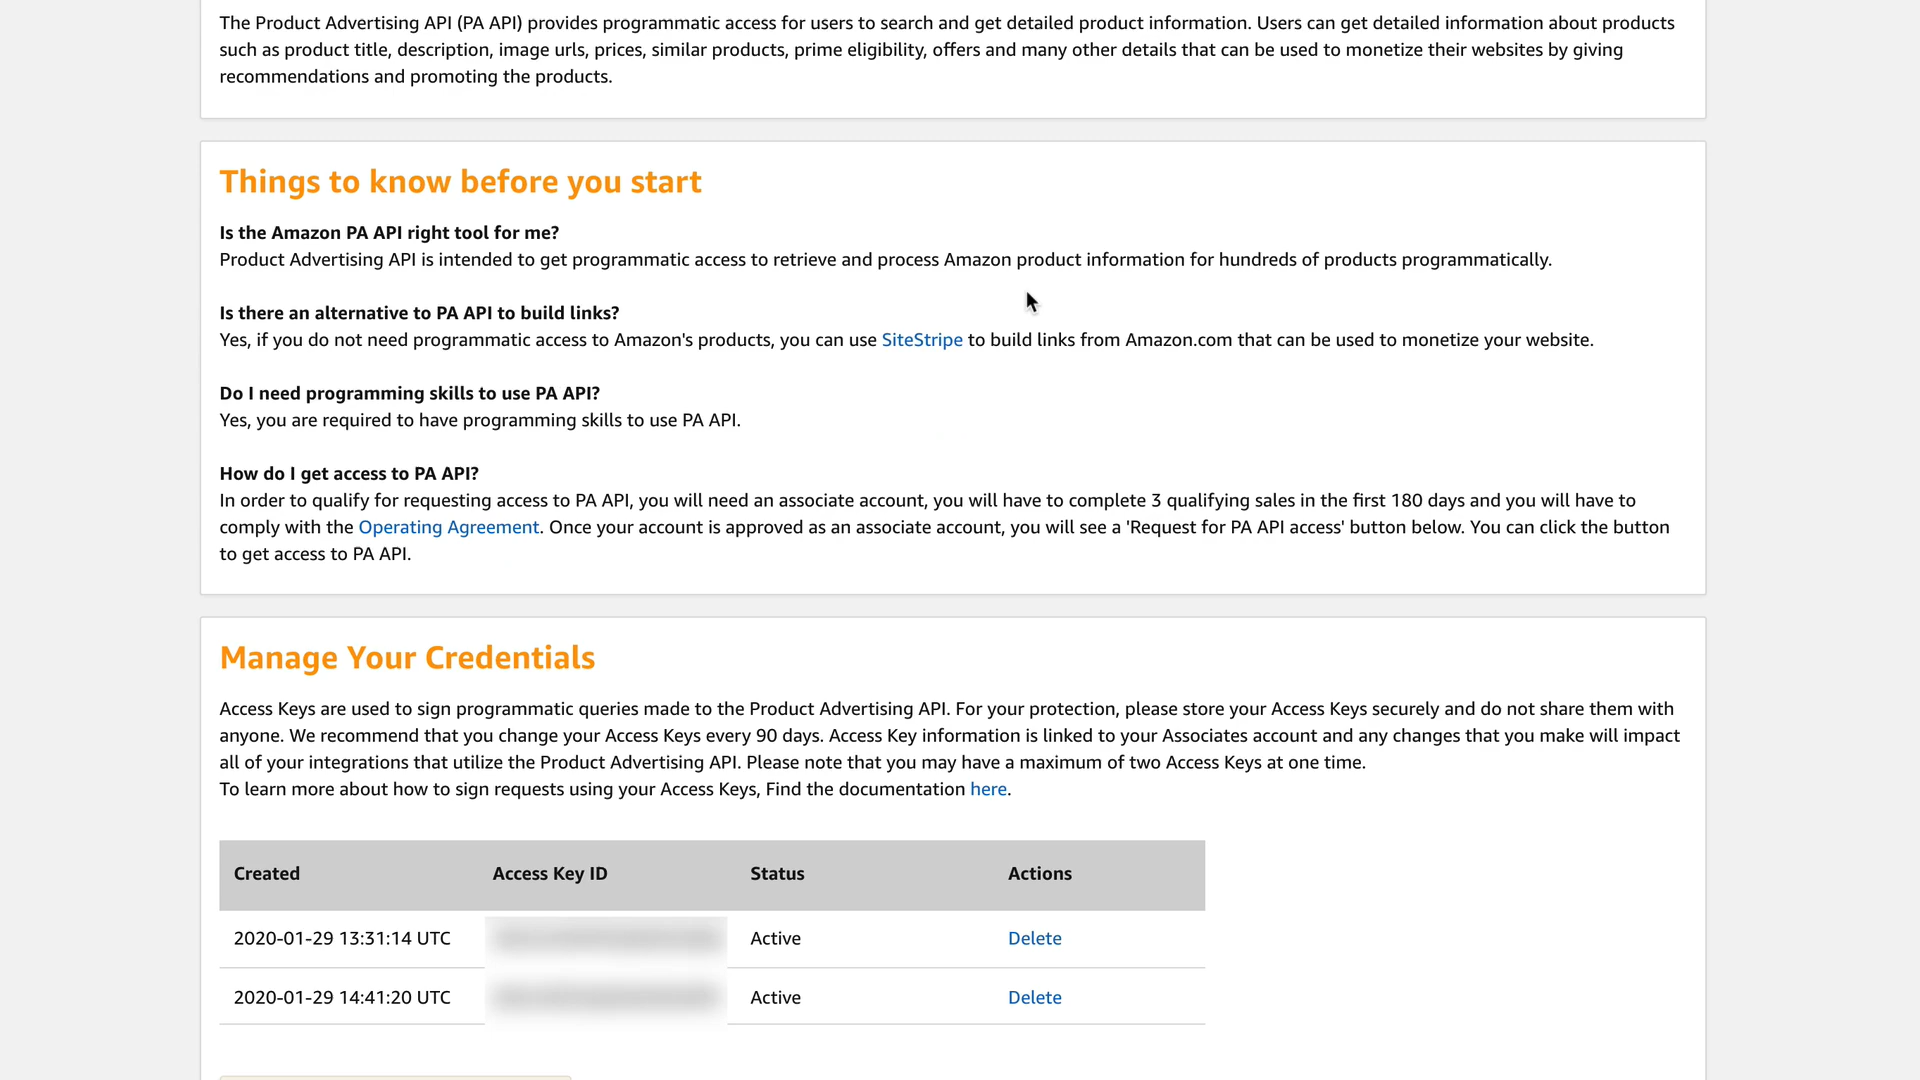 The Product Advertising API (PA API) provides programmatic access for users to search and get detailed product information. Users can get detailed information about products
such as product title, description, image urls, prices, similar products, prime eligibility, offers and many other details that can be used to monetize their websites by giving
recommendations and promoting the products.
Things to know before you start
Is the Amazon PA API right tool for me?
Product Advertising API is intended to get programmatic access to retrieve and process Amazon product information for hundreds of products programmatically.
Is there an alternative to PA API to build links?
Yes, if you do not need programmatic access to Amazon's products, you can use SiteStripe to build links from Amazon.com that can be used to monetize your website.
Do I need programming skills to use PA API?
Yes, you are required to have programming skills to use PA API.
How do I get access to PA API?
In order to qualify for requesting access to PA API, you will need an associate account, you will have to complete 3 qualifying sales in the first 180 days and you will have to
comply with the Operating Agreement. Once your account is approved as an associate account, you will see a 'Request for PA API access' button below. You can click the button
to get access to PA API.
Manage Your Credentials
Access Keys are used to sign programmatic queries made to the Product Advertising API. For your protection, please store your Access Keys securely and do not share them with
anyone. We recommend that you change your Access Keys every 90 days. Access Key information is linked to your Associates account and any changes that you make will impact
all of your integrations that utilize the Product Advertising API. Please note that you may have a maximum of two Access Keys at one time.
To learn more about how to sign requests using your Access Keys, Find the documentation here.
Created Access Key ID Status Actions
2020-01-29 13:31:14 UTC Active Delete
2020-01-29 14:41:20 UTC Active Delete